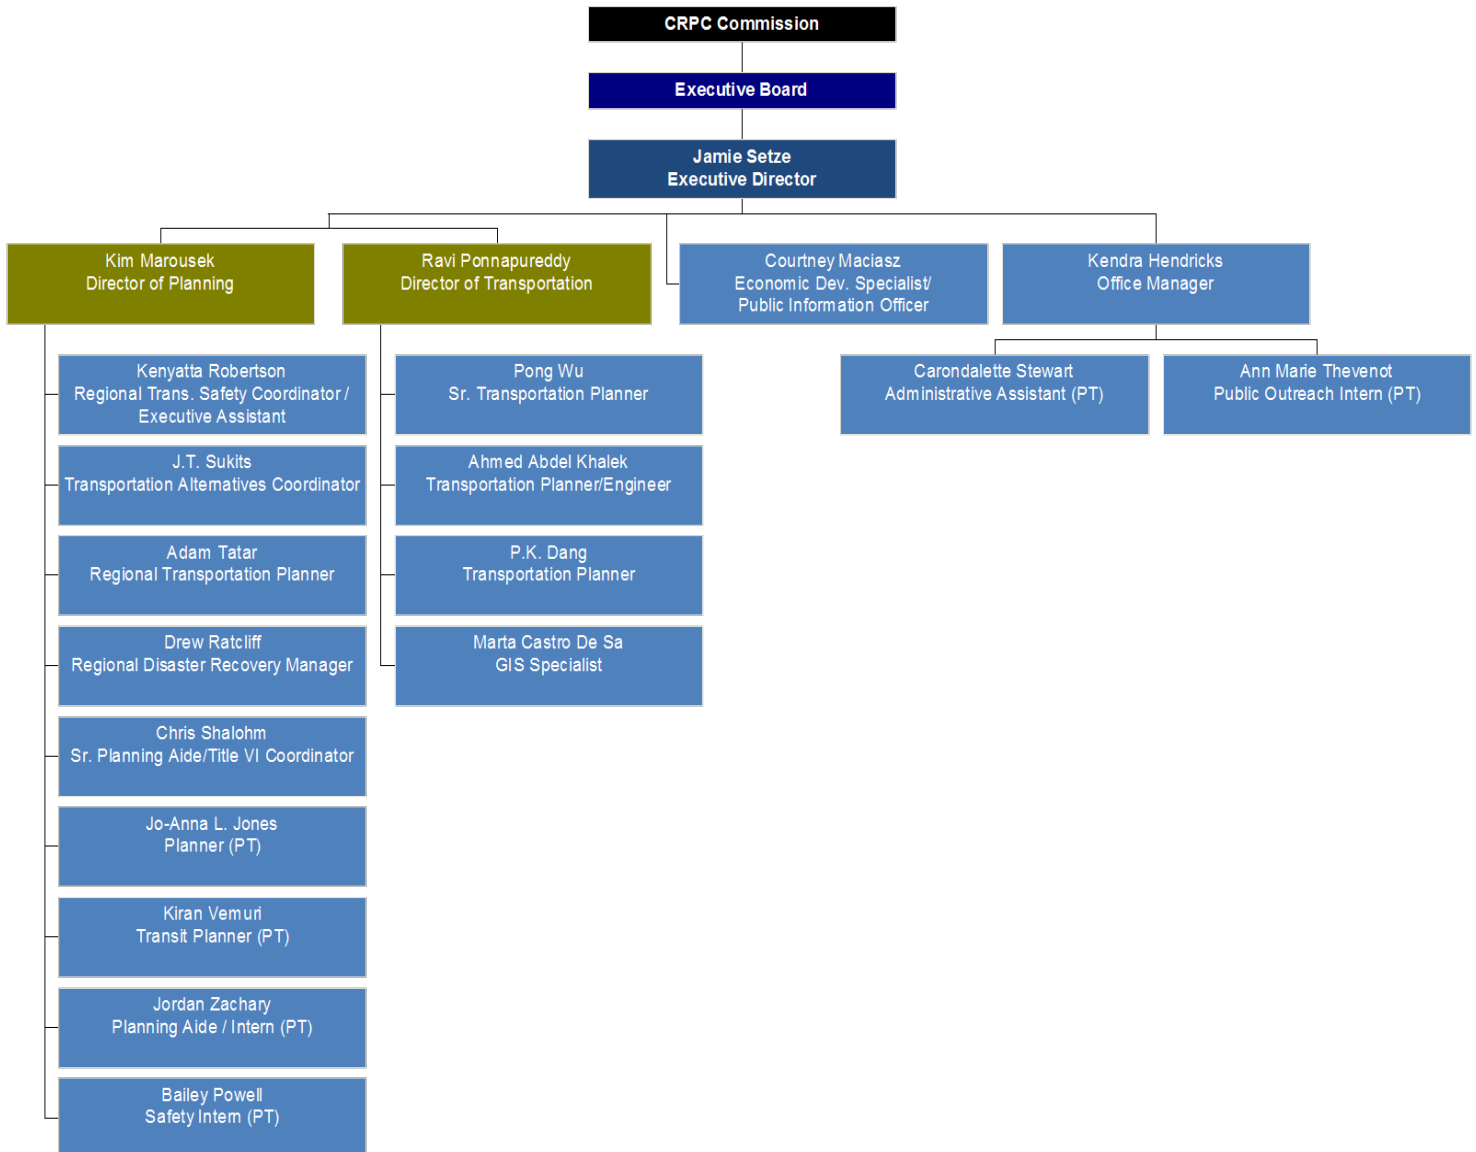 CRPC Commission
Executive Board
Jamie Setze
Executive Director
Kim Marousek
Director of Planning
Ravi Ponnapureddy
Director of Transportation
Courtney Maciasz
Economic Dev. Specialist/
Public Information Officer
Kendra Hendricks
Office Manager
Kenyatta Robertson
Regional Trans. Safety Coordinator /
Executive Assistant
J.T. Sukits
Transportation Alternatives Coordinator
Adam Tatar
Regional Transportation Planner
Drew Ratcliff
Regional Disaster Recovery Manager
Chris Shalohm
Sr. Planning Aide/Title VI Coordinator
Jo-Anna L. Jones
Planner (PT)
Kiran Vemuri
Transit Planner (PT)
Jordan Zachary
Planning Aide / Intern (PT)
Bailey Powell
Safety Intern (PT)
Pong Wu
Sr. Transportation Planner
Ahmed Abdel Khalek
Transportation Planner/Engineer
P.K. Dang
Transportation Planner
Marta Castro De Sa
GIS Specialist
Carondalette Stewart
Administrative Assistant (PT)
Ann Marie Thevenot
Public Outreach Intern (PT)